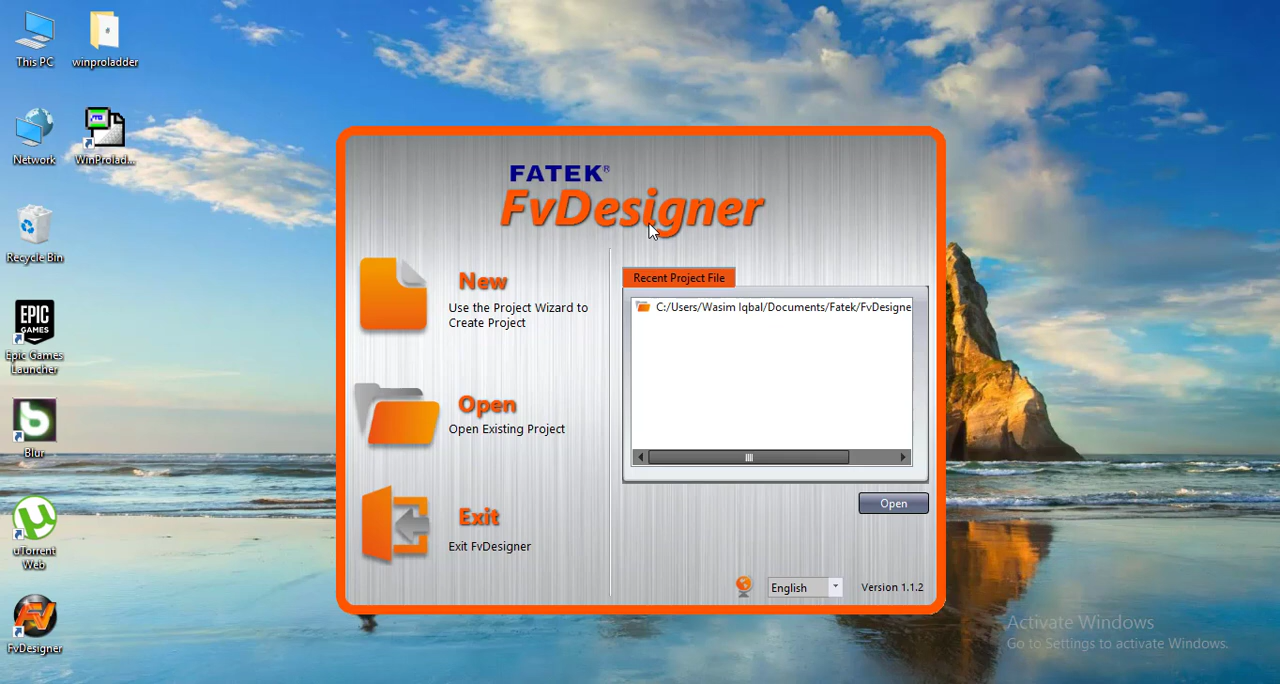 This PC
winproladder
Network
WinProlad...
Recycle Bin
EPIC
GAMES
Epic Games
Launcher
b
Blur
µ
uTorrent
Web
FV
FvDesigner
FATEK®
FvDesigner
New
Use the Project Wizard to
Create Project
Open
Open Existing Project
Exit
Exit FvDesigner
Recent Project File
C:/Users/Wasim Iqbal/Documents/Fatek/FvDesigne
Open
English
Version 1.1.2
Activate Windows
Go to Settings to activate Windows.